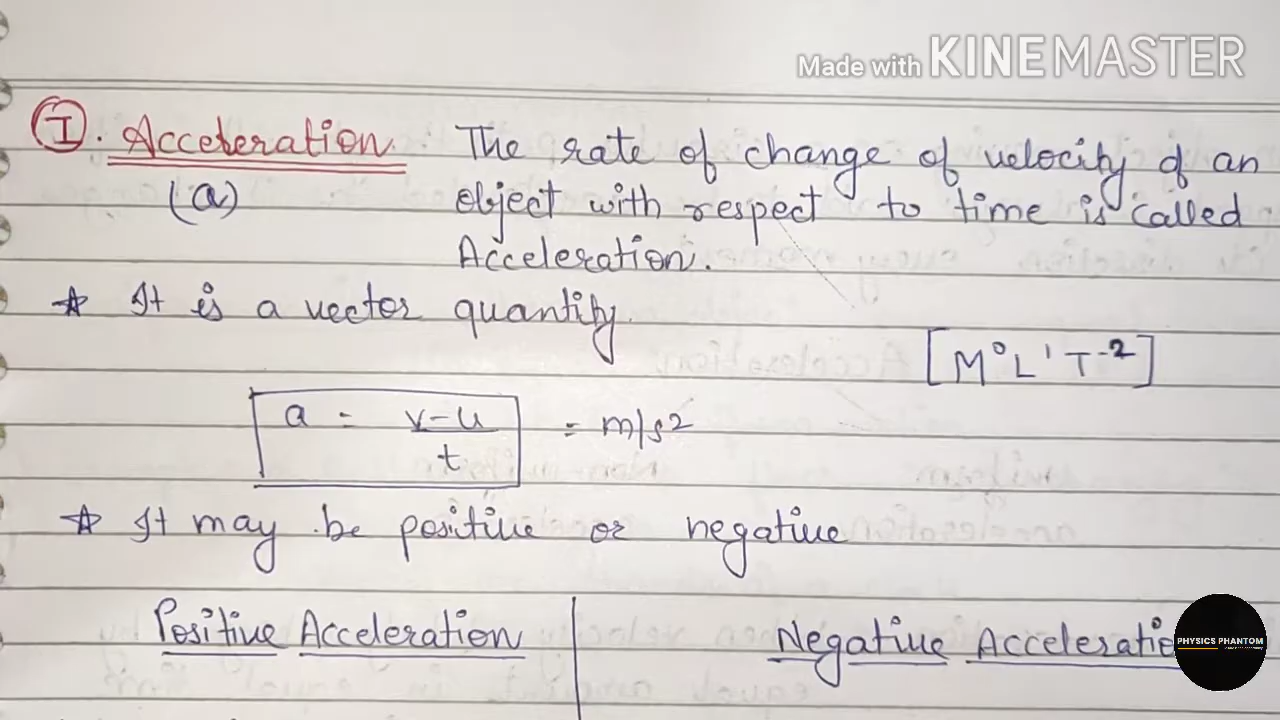 Made with KINEMASTER
I. Acceleration. The rate of change of velocity of an
(a) object with respect to time is called
Acceleration.
☆ It is a vector quantity.
[M⁰L¹T⁻²]
a = v-u/t = m/s²
☆ It may be positive or negative
Positive Acceleration Negative Acceleratio
PHYSICS PHANTOM